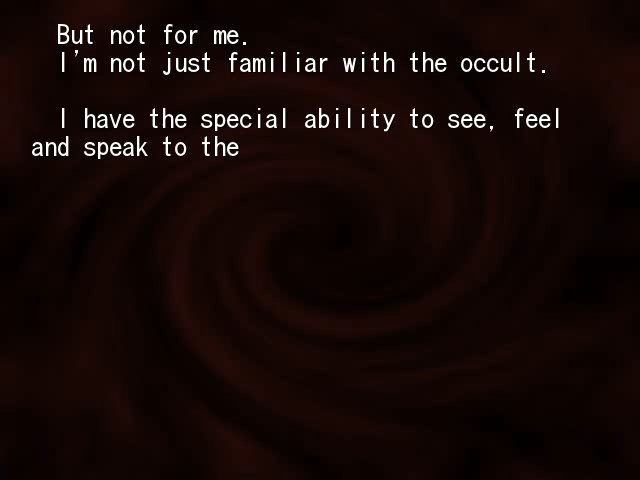 But not for me.
I'm not just familiar with the occult.
I have the special ability to see, feel
and speak to the